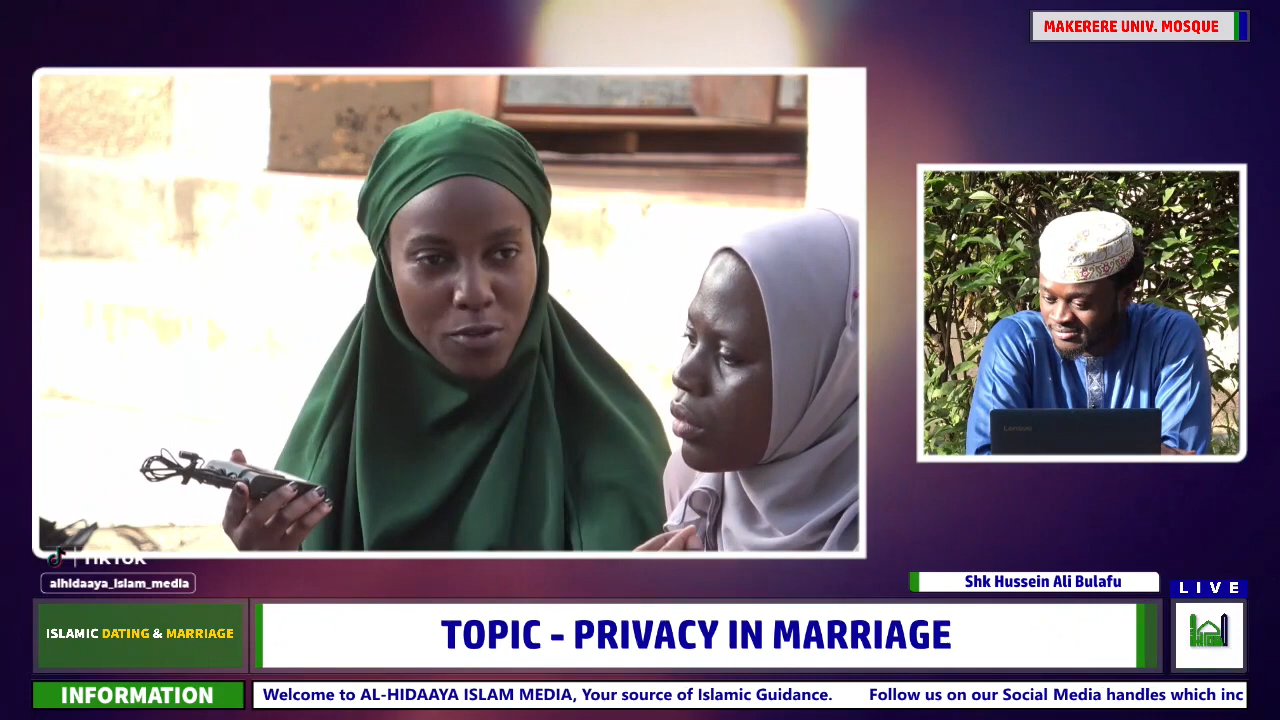 MAKERERE UNIV. MOSQUE
Lenovo
TikTok
alhidaaya_islam_media
Shk Hussein Ali Bulafu
LIVE
ISLAMIC DATING & MARRIAGE
TOPIC - PRIVACY IN MARRIAGE
INFORMATION
Welcome to AL-HIDAAYA ISLAM MEDIA, Your source of Islamic Guidance. Follow us on our Social Media handles which inc